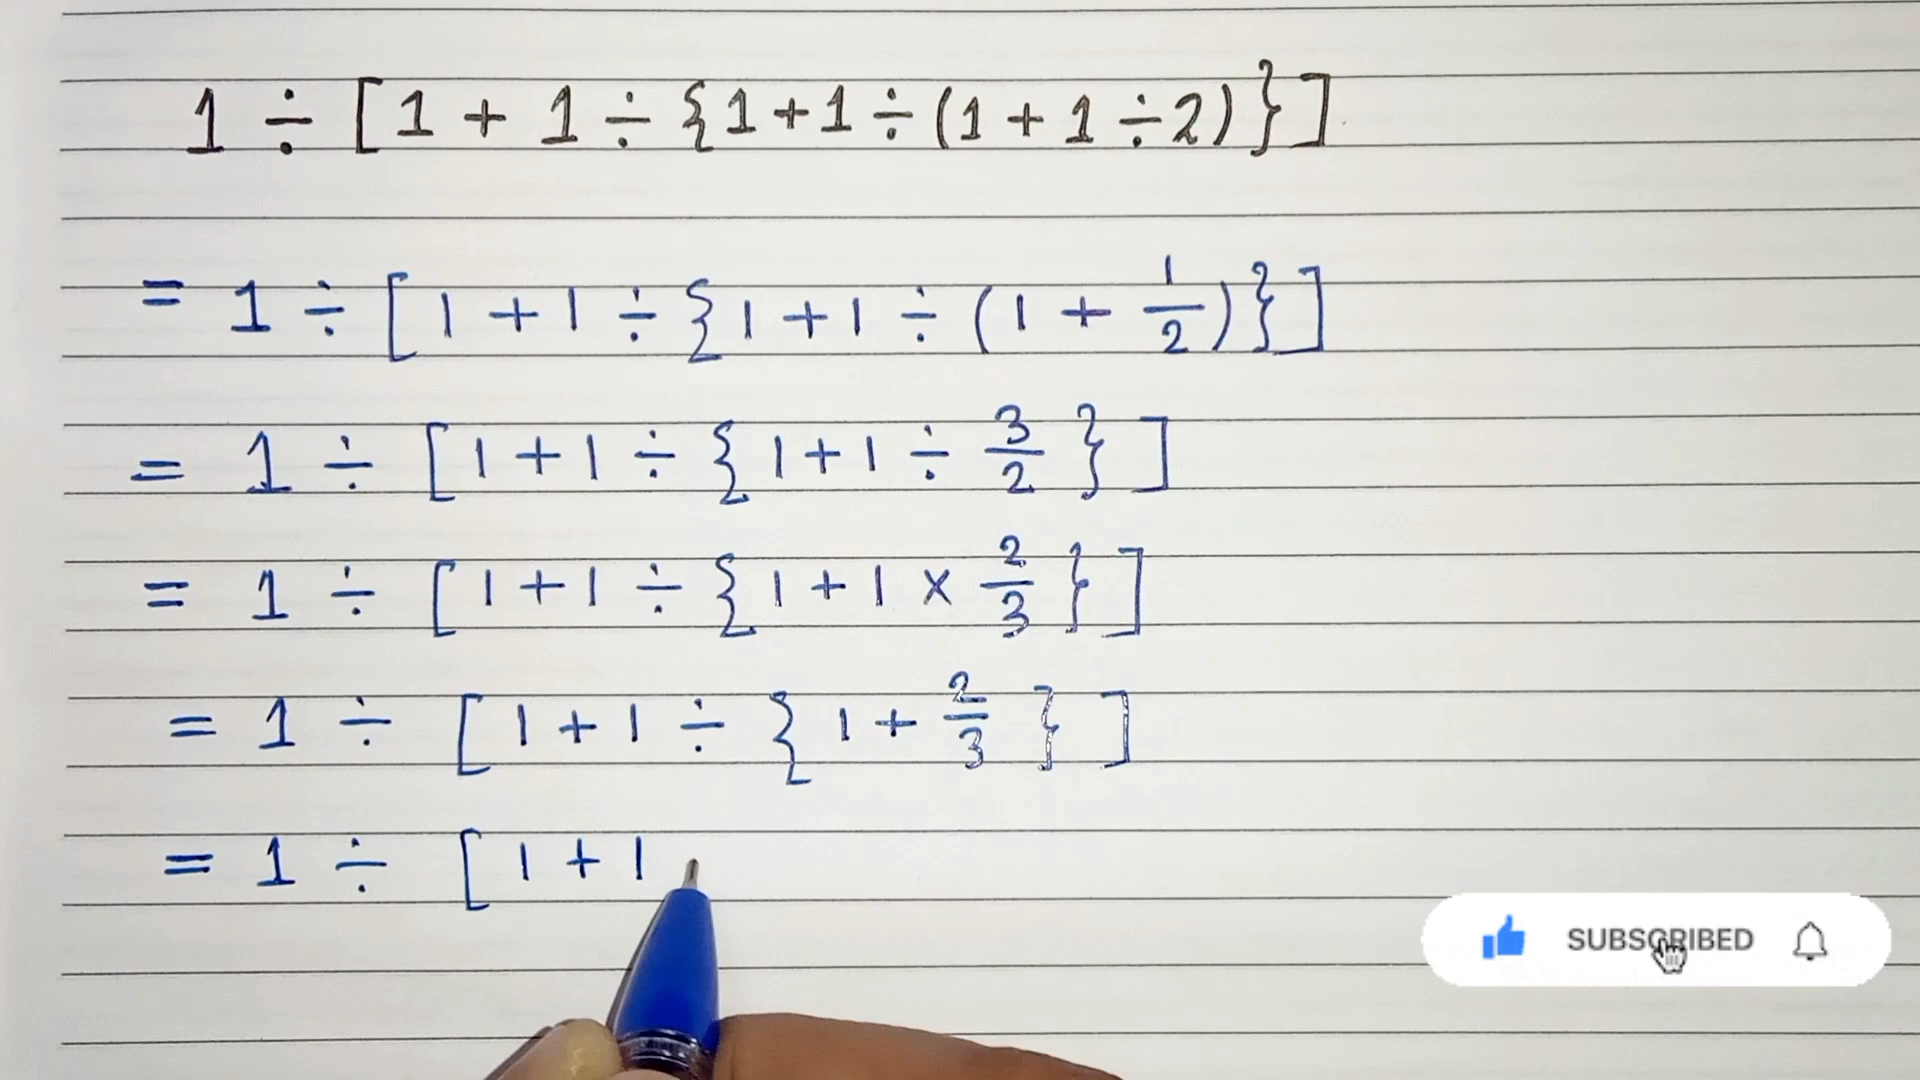 1 ÷ [1 + 1 ÷ {1+1 ÷ (1 + 1 ÷ 2)}]
= 1 ÷ [1 + 1 ÷ {1 + 1 ÷ (1 + 1/2)}]
= 1 ÷ [1 + 1 ÷ {1 + 1 ÷ 3/2}]
= 1 ÷ [1 + 1 ÷ {1 + 1 × 2/3}]
= 1 ÷ [1 + 1 ÷ {1 + 2/3}]
= 1 ÷ [1 + 1
SUBSCRIBED